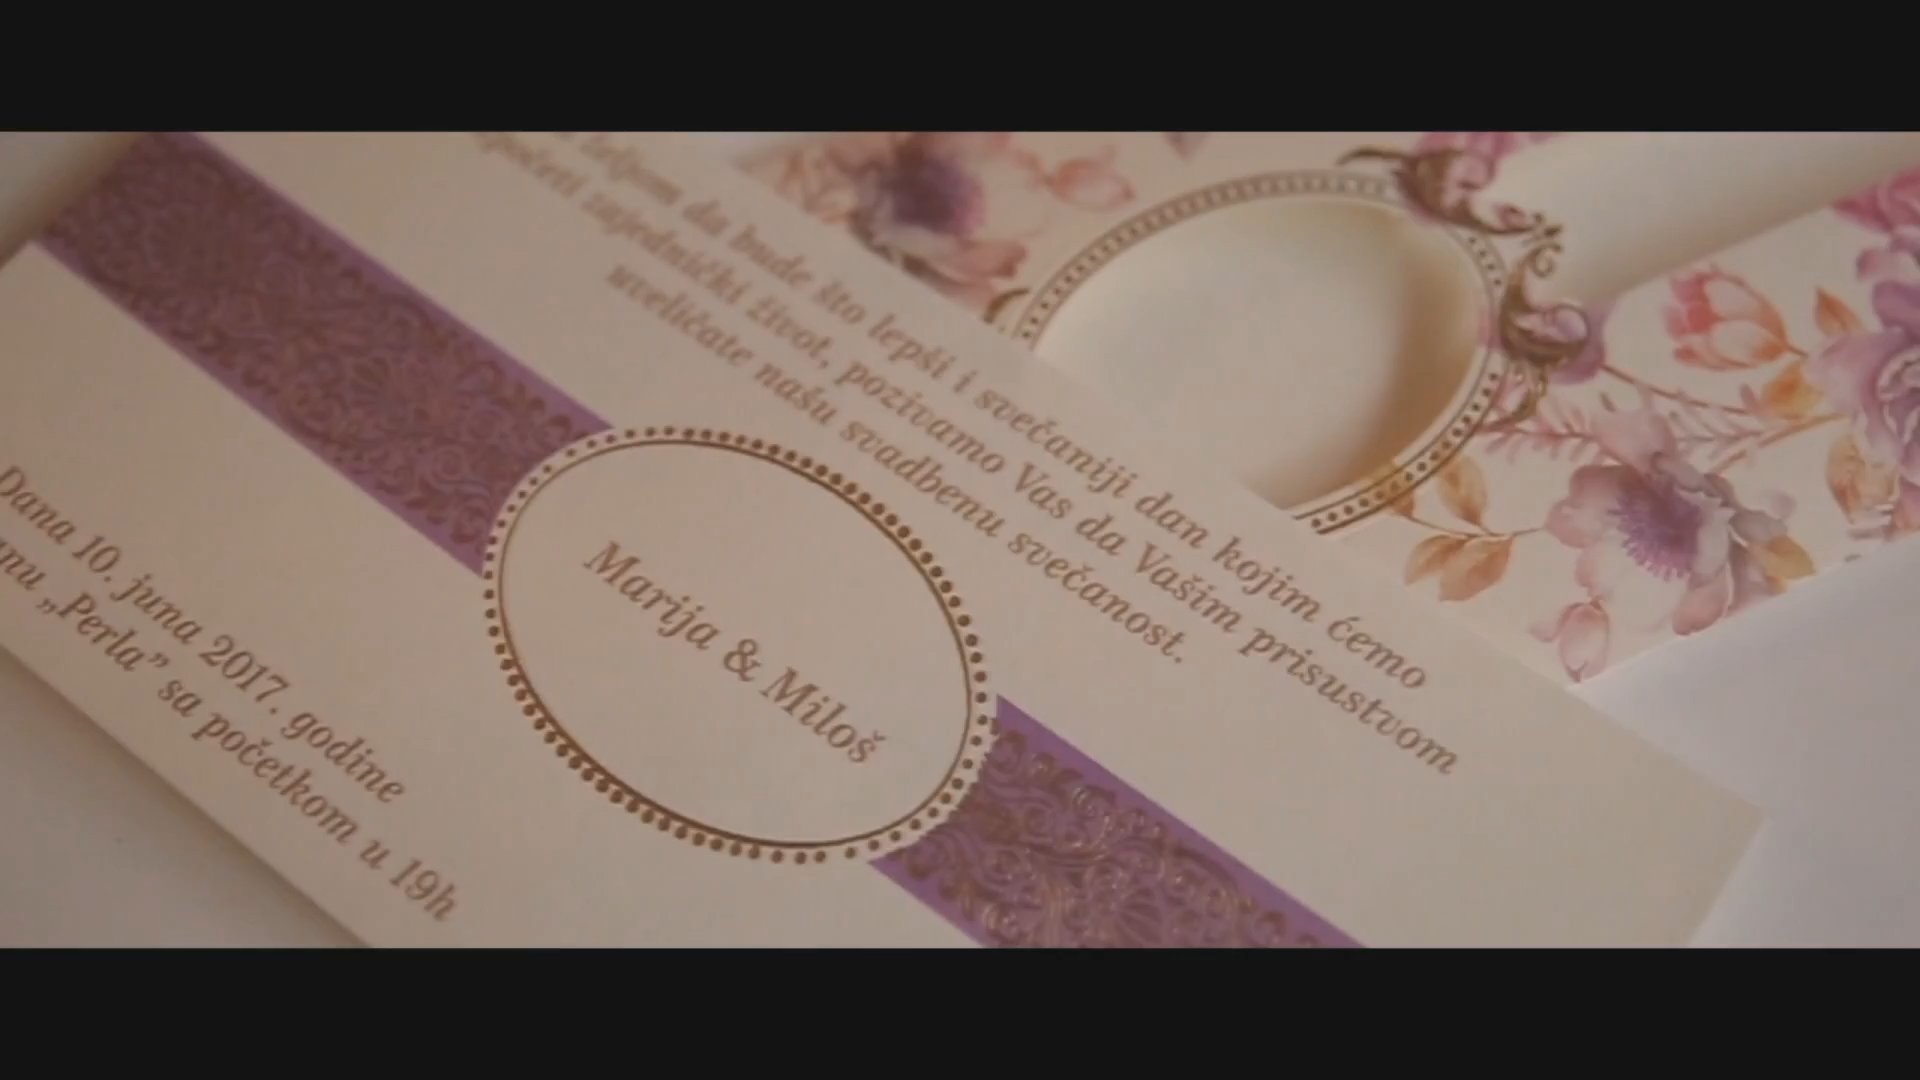 željom da bude što lepši i svečaniji dan kojim ćemo
započeti zajednički život, pozivamo Vas da Vašim prisustvom
uveličate našu svadbenu svečanost.
Marija & Miloš
Dana 10. juna 2017. godine
„Perla” sa početkom u 19h